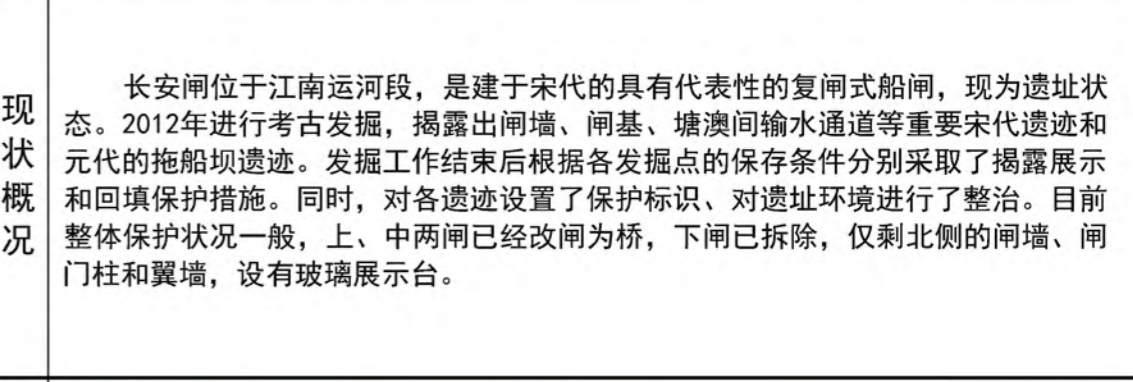 现状概况
长安闸位于江南运河段，是建于宋代的具有代表性的复闸式船闸，现为遗址状
态。2012年进行考古发掘，揭露出闸墙、闸基、塘澳间输水通道等重要宋代遗迹和
元代的拖船坝遗迹。发掘工作结束后根据各发掘点的保存条件分别采取了揭露展示
和回填保护措施。同时，对各遗迹设置了保护标识、对遗址环境进行了整治。目前
整体保护状况一般，上、中两闸已经改闸为桥，下闸已拆除，仅剩北侧的闸墙、闸
门柱和翼墙，设有玻璃展示台。